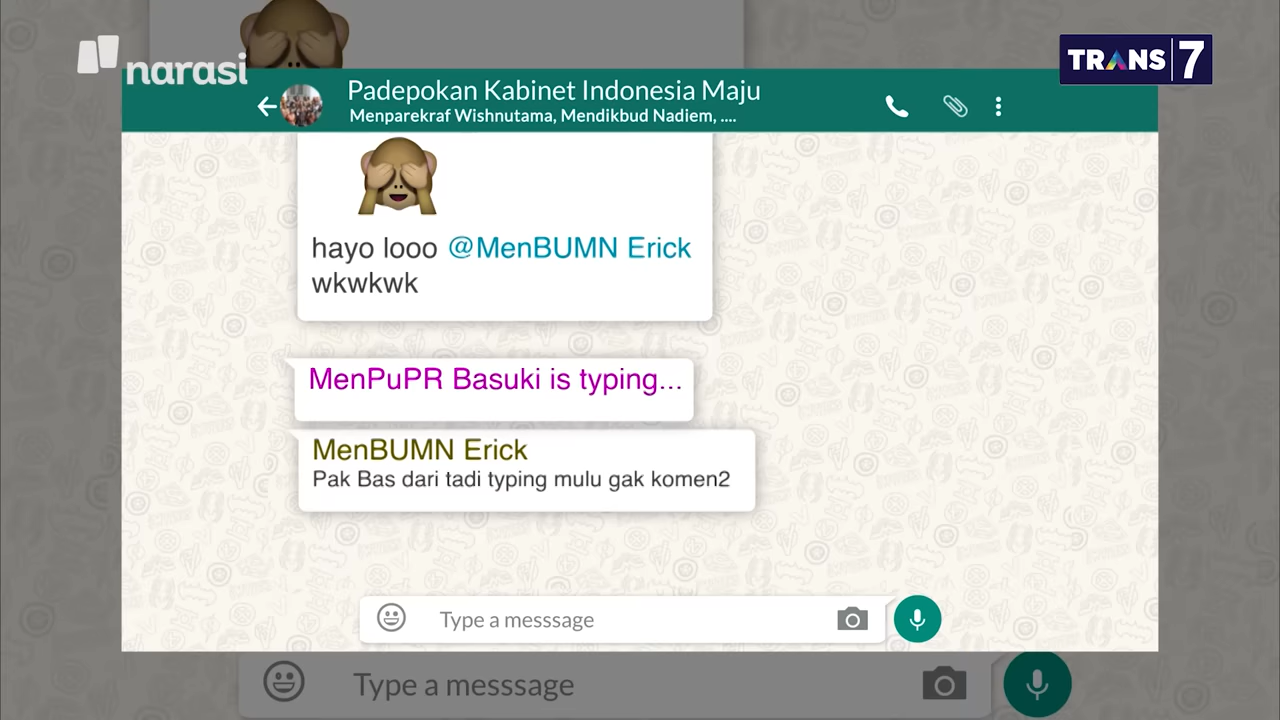 narasi
TRANS 7
Padepokan Kabinet Indonesia Maju
Menparekraf Wishnutama, Mendikbud Nadiem, ....
hayo looo @MenBUMN Erick
wkwkwk
MenPuPR Basuki is typing...
MenBUMN Erick
Pak Bas dari tadi typing mulu gak komen2
Type a messsage
Type a messsage